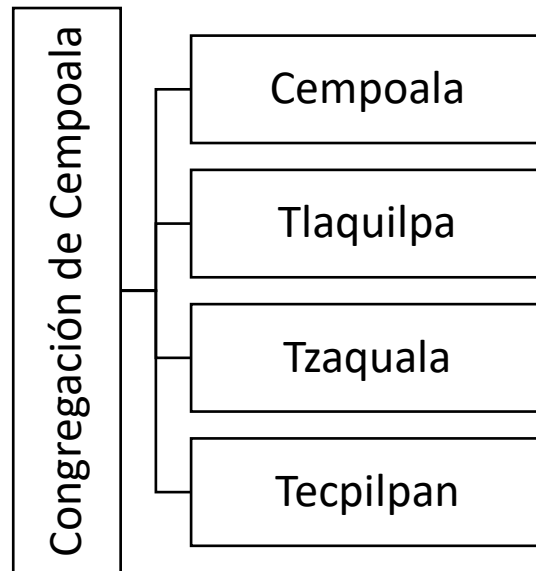 Congregación de Cempoala
Cempoala
Tlaquilpa
Tzaquala
Tecpilpan